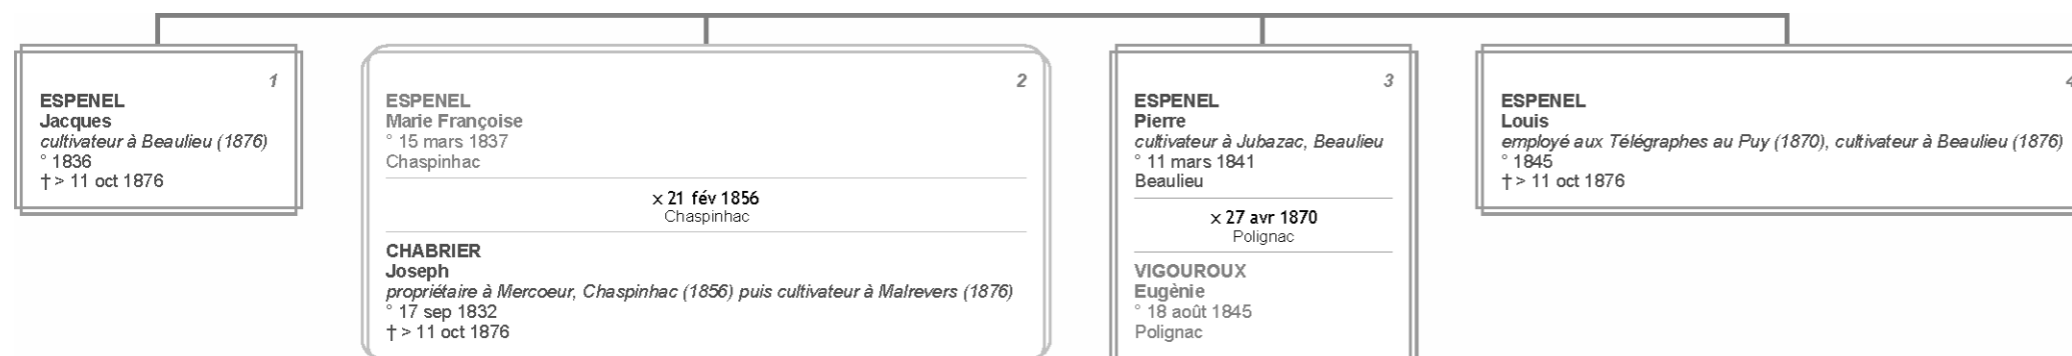 1
ESPENEL
Jacques
cultivateur à Beaulieu (1876)
° 1836
† > 11 oct 1876
2
ESPENEL
Marie Françoise
° 15 mars 1837
Chaspinhac
x 21 fév 1856
Chaspinhac
CHABRIER
Joseph
propriétaire à Mercoeur, Chaspinhac (1856) puis cultivateur à Malrevers (1876)
° 17 sep 1832
† > 11 oct 1876
3
ESPENEL
Pierre
cultivateur à Jubazac, Beaulieu
° 11 mars 1841
Beaulieu
x 27 avr 1870
Polignac
VIGOUROUX
Eugènie
° 18 août 1845
Polignac
4
ESPENEL
Louis
employé aux Télégraphes au Puy (1870), cultivateur à Beaulieu (1876)
° 1845
† > 11 oct 1876